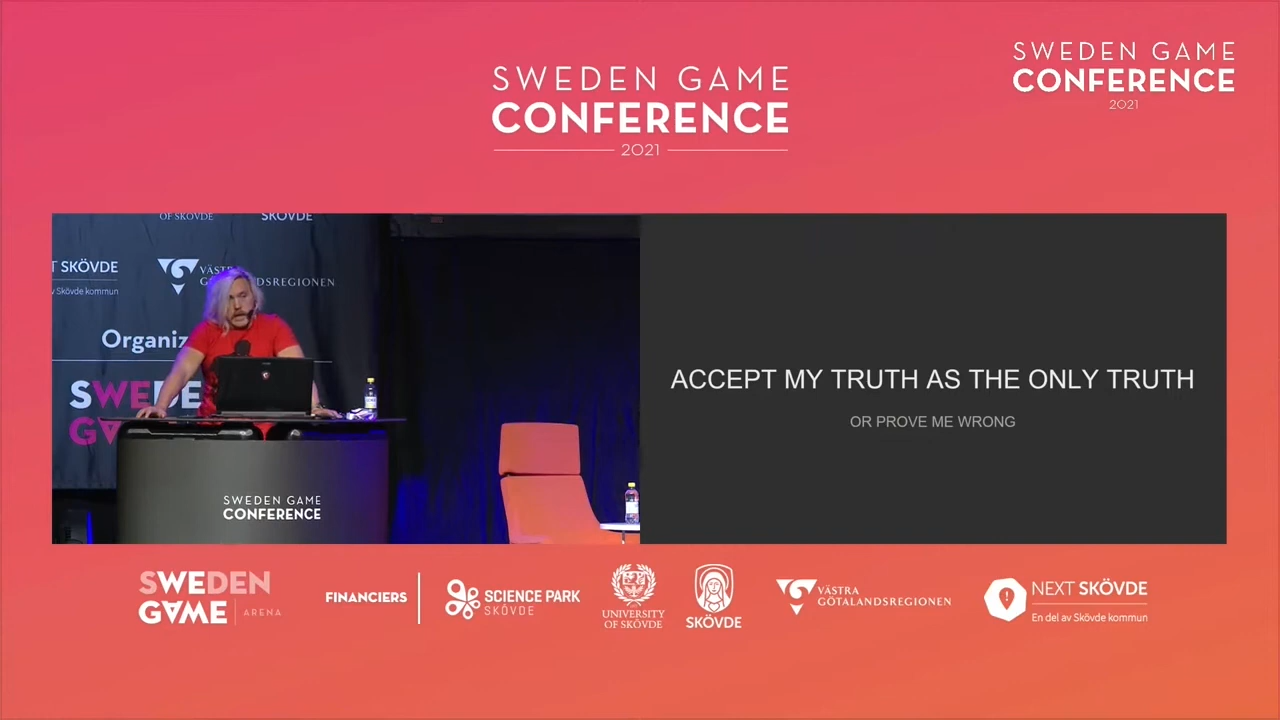 SWEDEN GAME
CONFERENCE
2021
SWEDEN GAME
CONFERENCE
2021
OF SKÖVDE
SKÖVDE
T SKÖVDE
v Skövde kommun
VÄST
GÖTALANDSREGIONEN
Organiz
SWEDE
GA
SWEDEN GAME
CONFERENCE
ACCEPT MY TRUTH AS THE ONLY TRUTH
OR PROVE ME WRONG
SWEDEN
GAME ARENA
FINANCIERS
SCIENCE PARK
SKÖVDE
UNIVERSITY
OF SKÖVDE
SKÖVDE
VÄSTRA
GÖTALANDSREGIONEN
NEXT SKÖVDE
En del av Skövde kommun